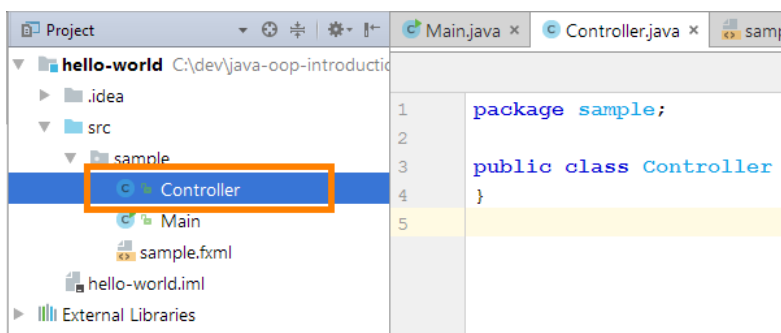 Project
hello-world C:\dev\java-oop-introductio
.idea
src
sample
Controller
Main
sample.fxml
hello-world.iml
External Libraries
Main.java × Controller.java × samp
1 package sample;
2
3 public class Controller
4 }
5